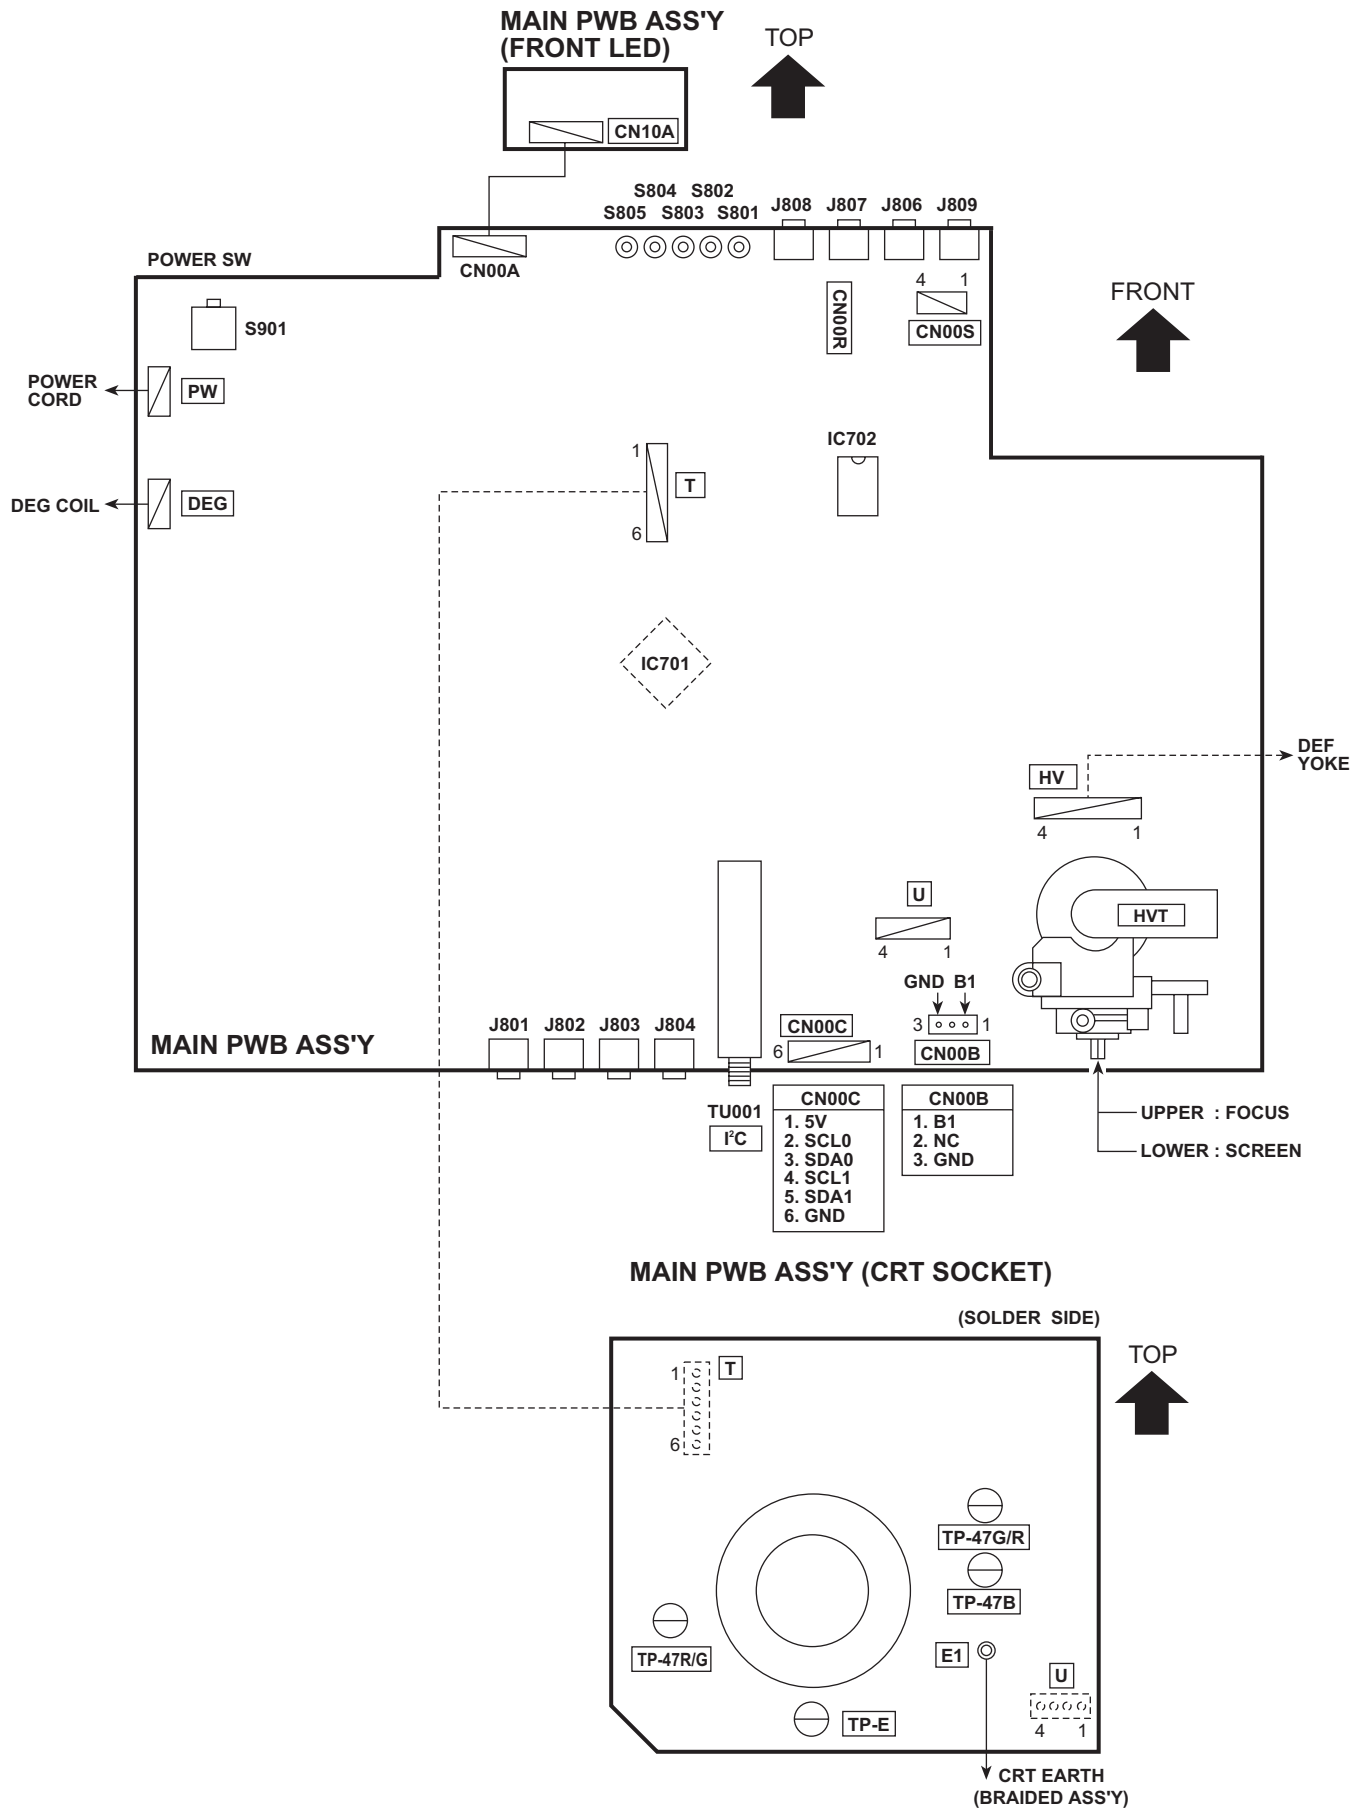 MAIN PWB ASS'Y
(FRONT LED)
TOP
CN10A
S804 S802
S805 S803 S801
J808 J807 J806 J809
CN00A
POWER SW
S901
CN00R
4 1
CN00S
FRONT
POWER
CORD
PW
DEG COIL
DEG
1
T
6
IC702
IC701
DEF
YOKE
HV
4 1
U
4 1
HVT
GND B1
3 1
CN00B
CN00C
6 1
J801 J802 J803 J804
MAIN PWB ASS'Y
TU001
I²C
CN00C
1. 5V
2. SCL0
3. SDA0
4. SCL1
5. SDA1
6. GND
CN00B
1. B1
2. NC
3. GND
UPPER : FOCUS
LOWER : SCREEN
MAIN PWB ASS'Y (CRT SOCKET)
(SOLDER SIDE)
TOP
1
T
6
TP-47G/R
TP-47B
TP-47R/G
E1
U
4 1
TP-E
CRT EARTH
(BRAIDED ASS'Y)